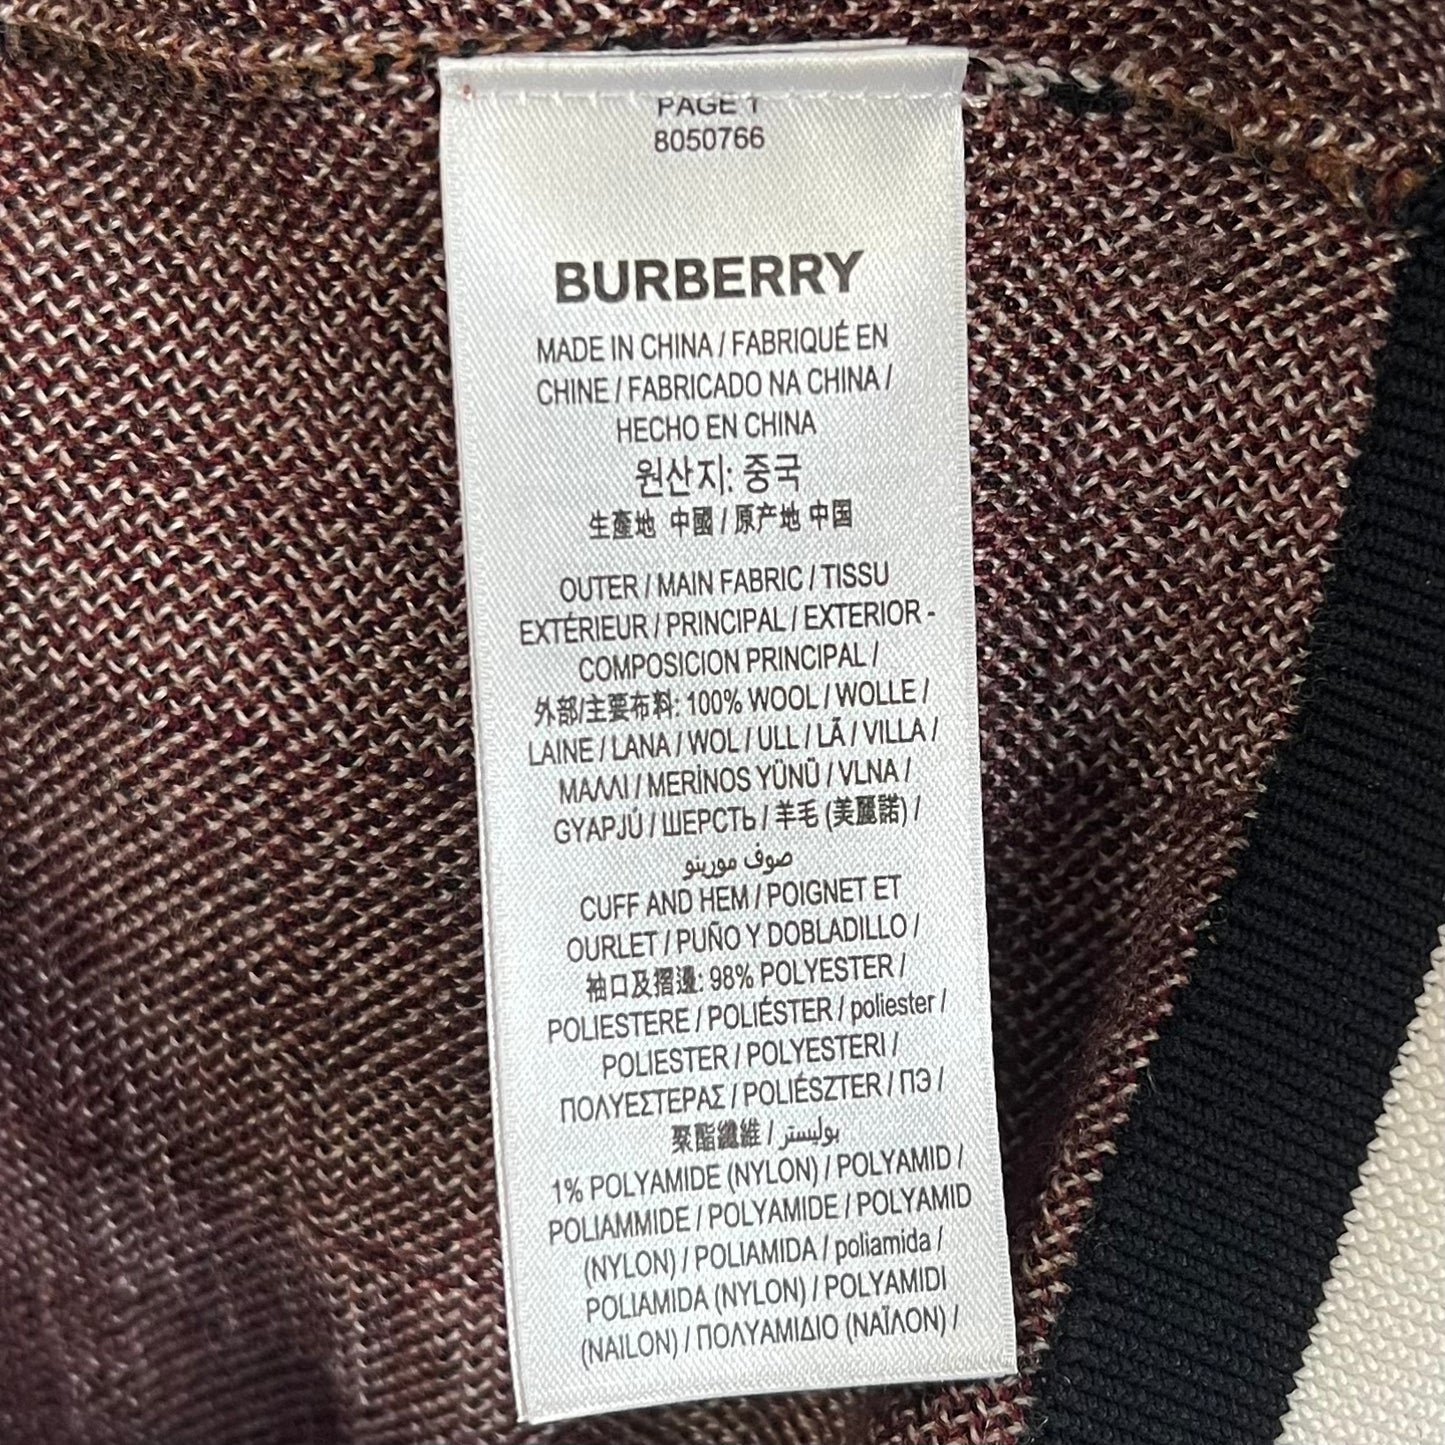 PAGE 1
8050766
BURBERRY
MADE IN CHINA / FABRIQUÉ EN
CHINE / FABRICADO NA CHINA /
HECHO EN CHINA
원산지: 중국
生產地 中國 / 原产地 中国
OUTER / MAIN FABRIC / TISSU
EXTÉRIEUR / PRINCIPAL / EXTERIOR -
COMPOSICION PRINCIPAL /
外部/主要布料: 100% WOOL / WOLLE /
LAINE / LANA / WOL / ULL / LÃ / VILLA /
ΜΑΛΛΙ / MERİNOS YÜNÜ / VLNA /
GYAPJÚ / ШЕРСТЬ / 羊毛 (美麗諾) /
صوف مورينو
CUFF AND HEM / POIGNET ET
OURLET / PUÑO Y DOBLADILLO /
袖口及摺邊: 98% POLYESTER /
POLIESTERE / POLIÉSTER / poliester /
POLIESTER / POLYESTERI /
ΠΟΛΥΕΣΤΕΡΑΣ / POLIÉSZTER / ПЭ /
聚酯纖維 / بوليستر
1% POLYAMIDE (NYLON) / POLYAMID /
POLIAMMIDE / POLYAMIDE / POLYAMID
(NYLON) / POLIAMIDA / poliamida /
POLIAMIDA (NYLON) / POLYAMIDI
(NAILON) / ΠΟΛΥΑΜΙΔΙΟ (ΝΑΪΛΟΝ) /